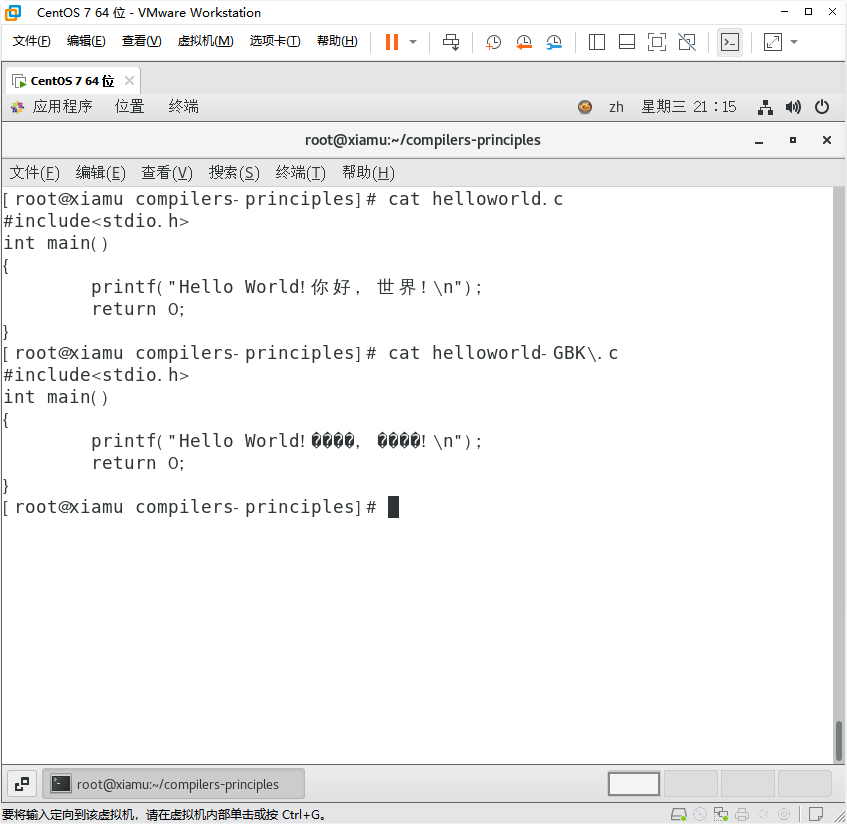 CentOS 7 64 位 - VMware Workstation
文件(F) 编辑(E) 查看(V) 虚拟机(M) 选项卡(T) 帮助(H)
CentOS 7 64 位
应用程序 位置 终端 zh 星期三 21：15
root@xiamu:~/compilers-principles
文件(F) 编辑(E) 查看(V) 搜索(S) 终端(T) 帮助(H)
[root@xiamu compilers-principles]# cat helloworld.c
#include<stdio.h>
int main()
{
        printf("Hello World!你好, 世界!\n");
        return 0;
}
[root@xiamu compilers-principles]# cat helloworld-GBK\.c
#include<stdio.h>
int main()
{
        printf("Hello World!����, ����!\n");
        return 0;
}
[root@xiamu compilers-principles]#
root@xiamu:~/compilers-principles
要将输入定向到该虚拟机，请在虚拟机内部单击或按 Ctrl+G。